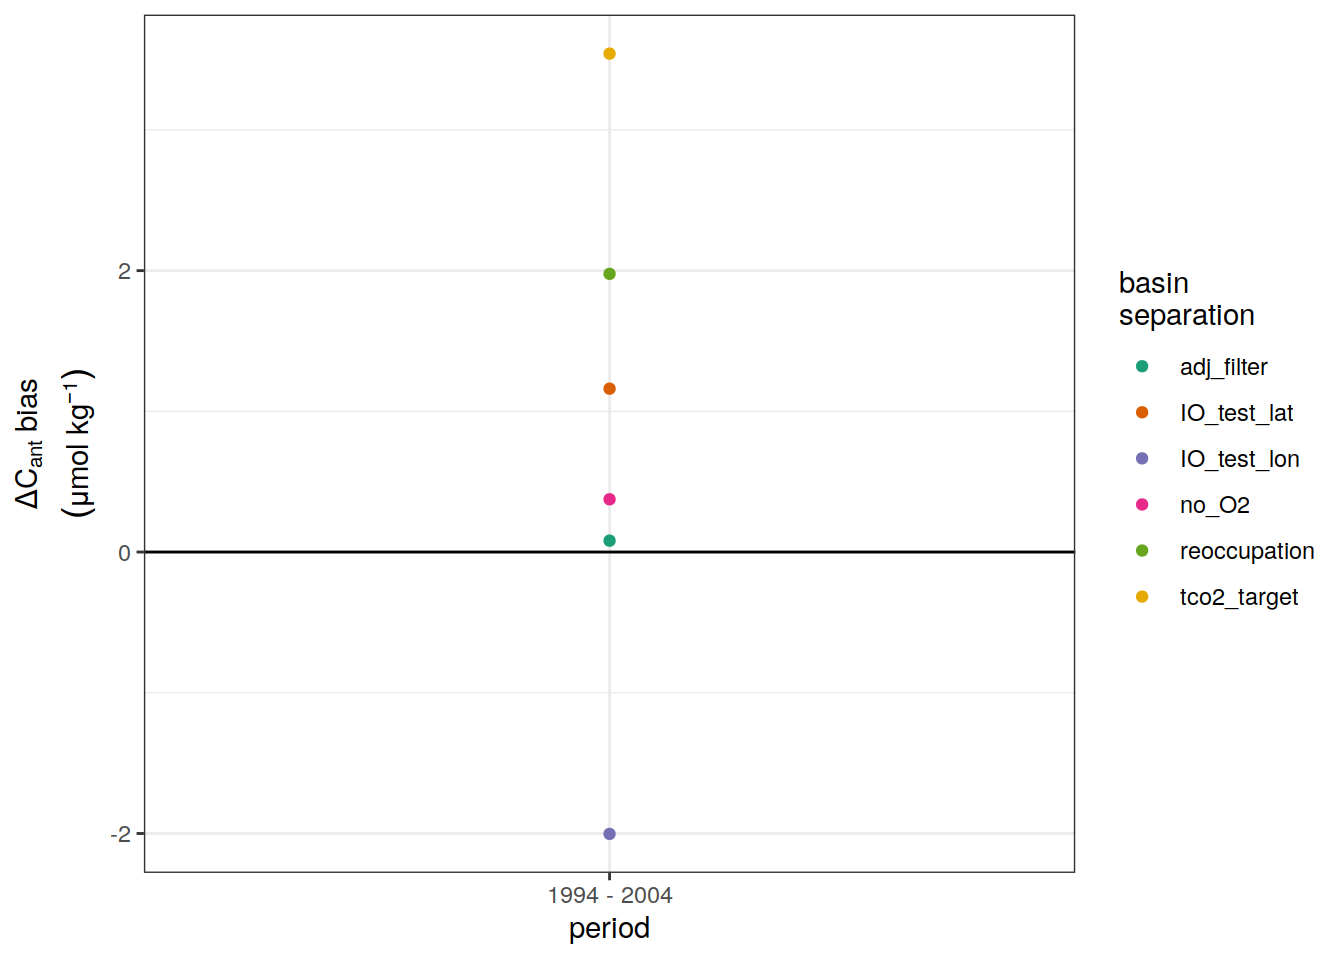 ΔCant bias
(μmol kg⁻¹)
2
0
-2
1994 - 2004
period
basin
separation
adj_filter
IO_test_lat
IO_test_lon
no_O2
reoccupation
tco2_target